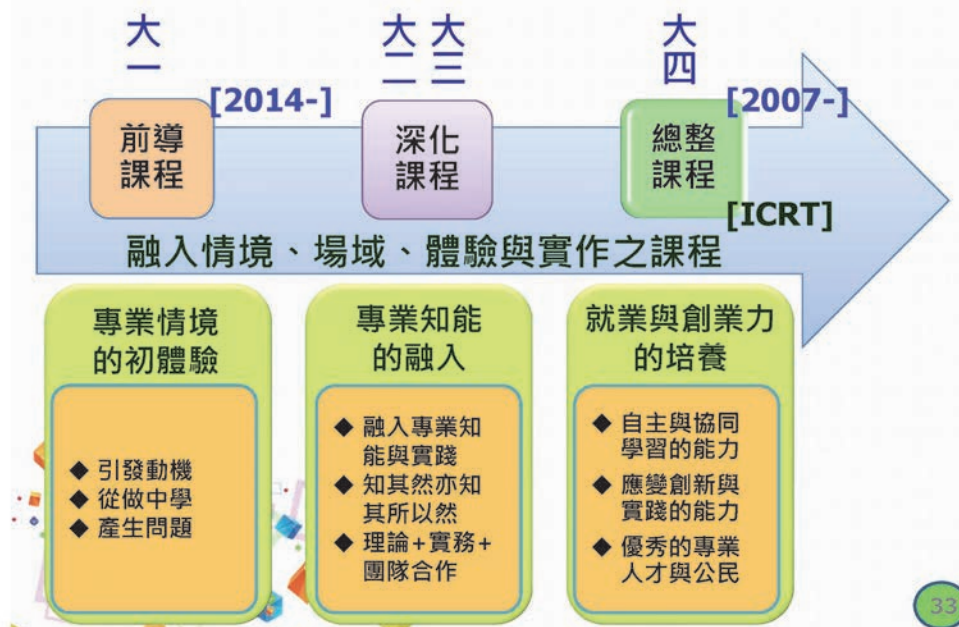 大一
大二
大三
大四
[2014-]
[2007-]
前導
課程
深化
課程
總整
課程
[ICRT]
融入情境、場域、體驗與實作之課程
專業情境
的初體驗
◆ 引發動機
◆ 從做中學
◆ 產生問題
專業知能
的融入
◆ 融入專業知
能與實踐
◆ 知其然亦知
其所以然
◆ 理論+實務+
團隊合作
就業與創業力
的培養
◆ 自主與協同
學習的能力
◆ 應變創新與
實踐的能力
◆ 優秀的專業
人才與公民
33